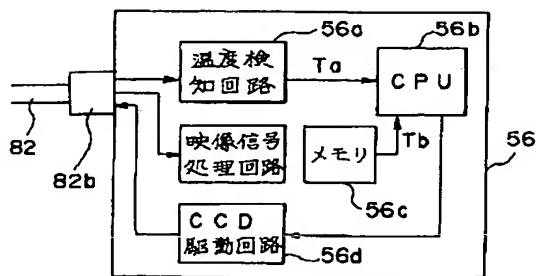 56a
56b
温度検
知回路
Ta
CPU
82
82b
映像信号
処理回路
メモリ
Tb
56
56c
CCD
駆動回路
56d